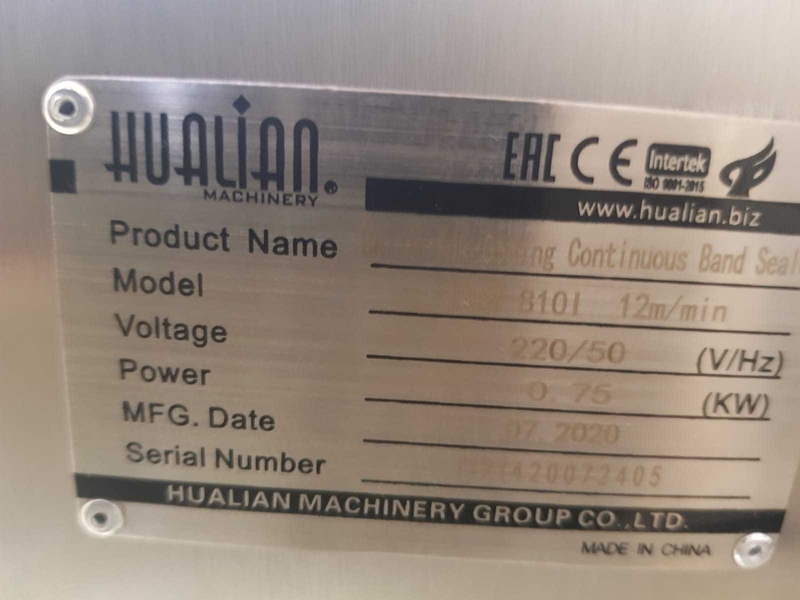 HUALIAN
MACHINERY ®
EAC CE Intertek
ISO 9001-2015
www.hualian.biz
Product Name Continuous Band
Model 810I 12m/min
Voltage 220/50 (V/Hz)
Power 0.75 (KW)
MFG. Date 07.2020
Serial Number
HUALIAN MACHINERY GROUP CO.,LTD.
MADE IN CHINA